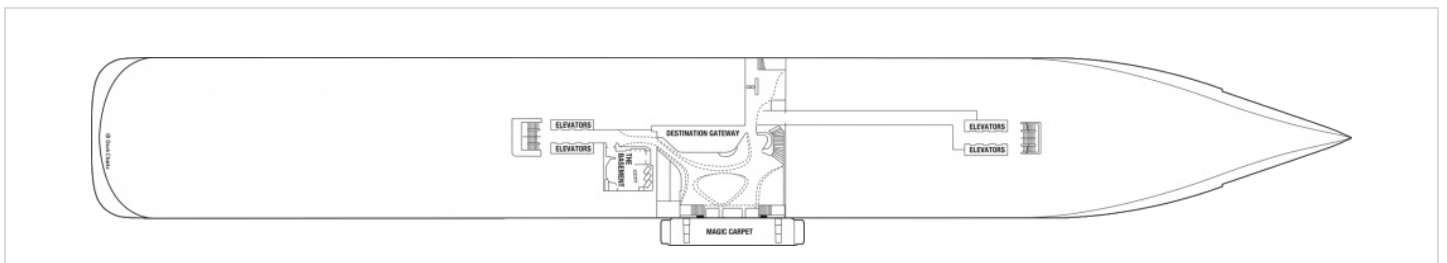 ELEVATORS
ELEVATORS
THE
BASEMENT
DESTINATION GATEWAY
MAGIC CARPET
ELEVATORS
ELEVATORS